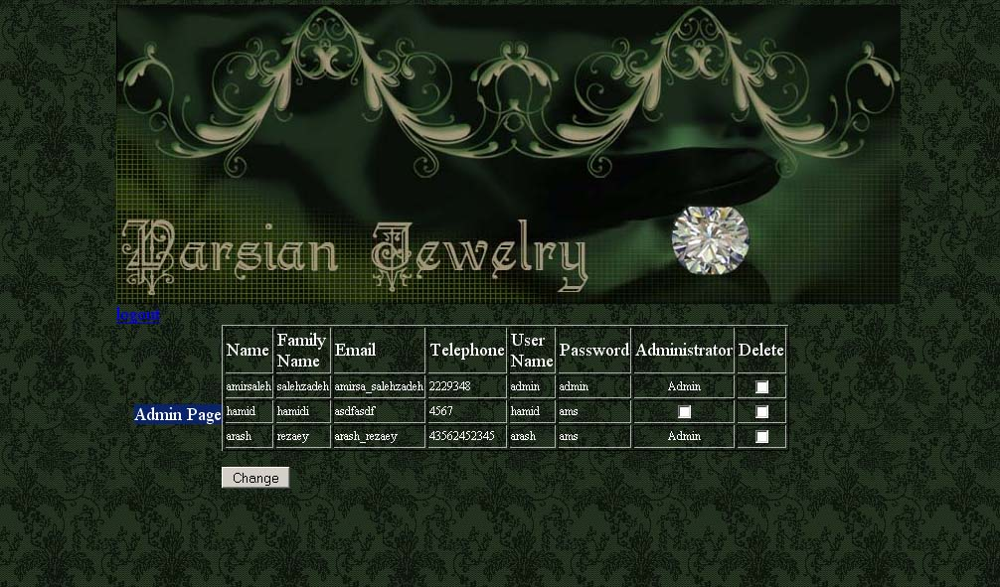 Parsian Jewelry
logout
Name Family Name Email Telephone User Name Password Administrator Delete
amirsaleh salehzadeh amirsa_salehzadeh 2229348 admin admin Admin
Admin Page
hamid hamidi asdfasdf 4567 hamid ams
arash rezaey arash_rezaey 43562452345 arash ams Admin
Change